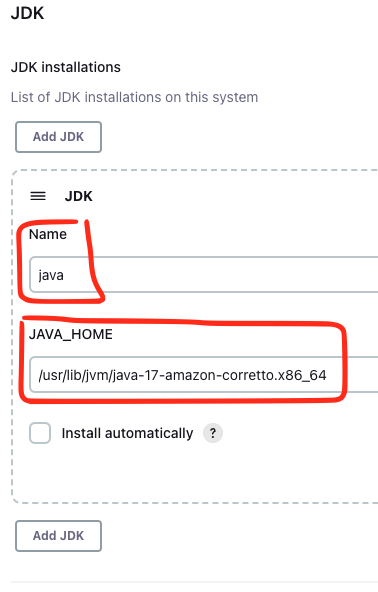 JDK
JDK installations
List of JDK installations on this system
Add JDK
JDK
Name
java
JAVA_HOME
/usr/lib/jvm/java-17-amazon-corretto.x86_64
Install automatically ?
Add JDK